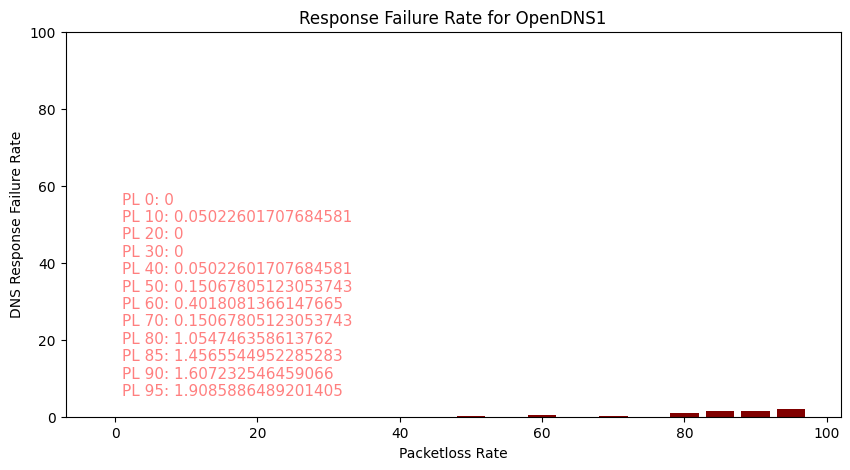 Response Failure Rate for OpenDNS1
100
80
60
40
20
0
DNS Response Failure Rate
PL 0: 0
PL 10: 0.05022601707684581
PL 20: 0
PL 30: 0
PL 40: 0.05022601707684581
PL 50: 0.15067805123053743
PL 60: 0.4018081366147665
PL 70: 0.15067805123053743
PL 80: 1.054746358613762
PL 85: 1.4565544952285283
PL 90: 1.607232546459066
PL 95: 1.9085886489201405
0 20 40 60 80 100
Packetloss Rate